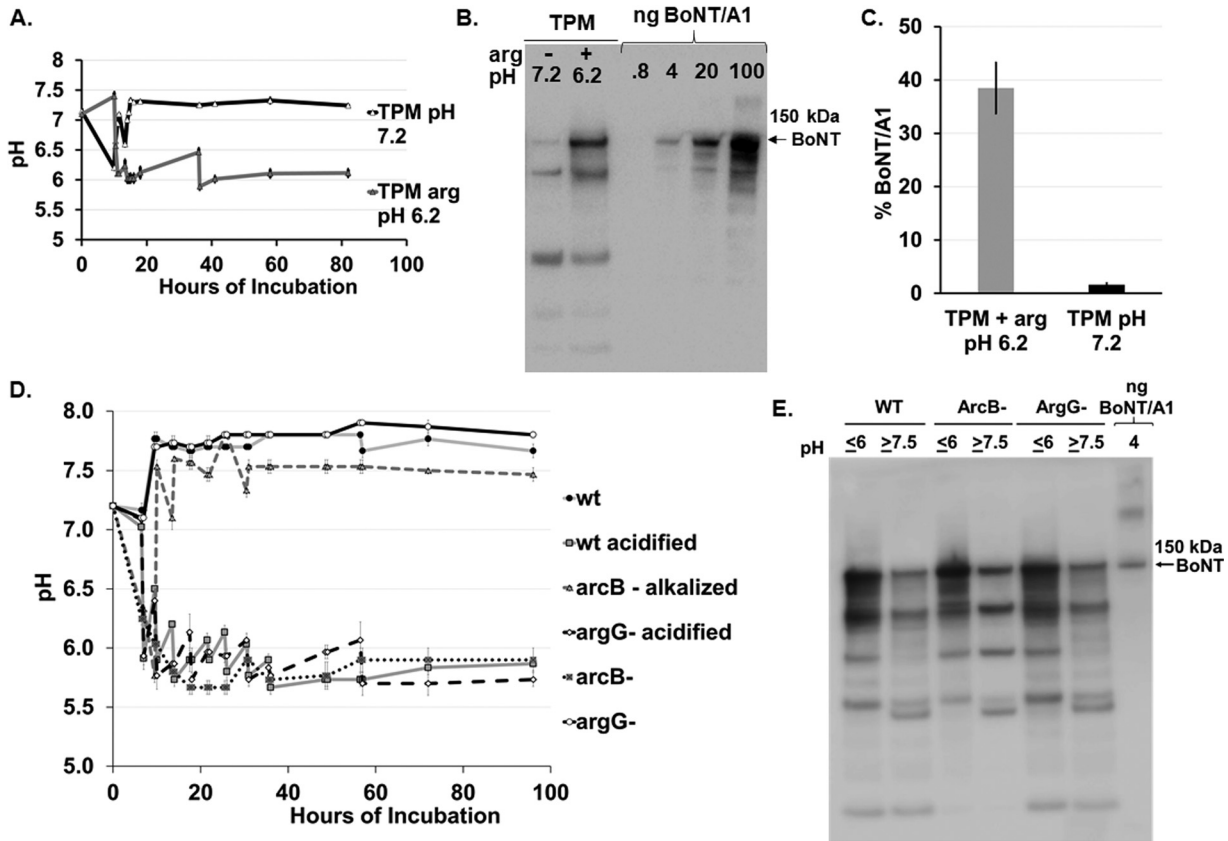 A.
7.5
7
6.5
6
5.5
5
pH
TPM pH
7.2
TPM arg
pH 6.2
0 20 40 60 80 100
Hours of Incubation
B.
TPM ng BoNT/A1
arg - +
pH 7.2 6.2 .8 4 20 100
150 kDa
BoNT
C.
50
40
30
20
10
0
% BoNT/A1
TPM + arg
pH 6.2
TPM pH
7.2
D.
8.0
7.5
7.0
6.5
6.0
5.5
5.0
pH
wt
wt acidified
arcB - alkalized
argG- acidified
arcB-
argG-
0 20 40 60 80 100
Hours of Incubation
E.
ng
BoNT/A1
WT ArcB- ArgG-
pH ≤6 ≥7.5 ≤6 ≥7.5 ≤6 ≥7.5 4
150 kDa
BoNT